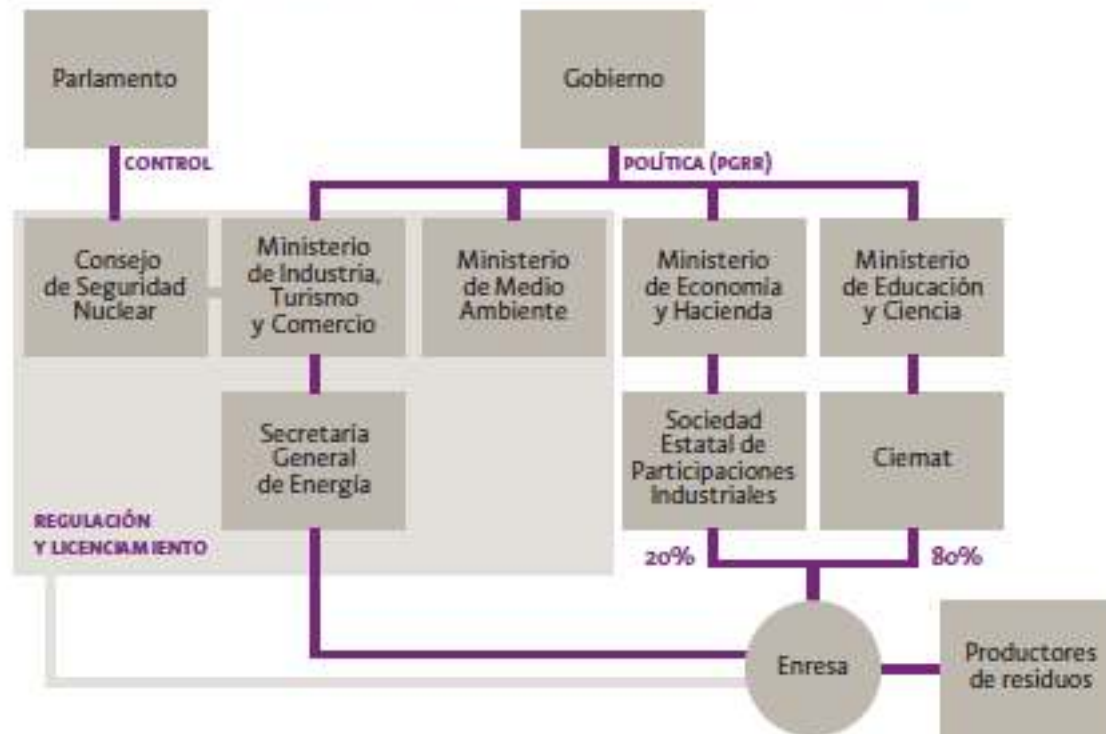 Parlamento
Gobierno
CONTROL
POLÍTICA (PGRR)
Consejo
de Seguridad
Nuclear
Ministerio
de Industria,
Turismo
y Comercio
Ministerio
de Medio
Ambiente
Ministerio
de Economía
y Hacienda
Ministerio
de Educación
y Ciencia
Secretaría
General
de Energía
Sociedad
Estatal de
Participaciones
Industriales
Ciemat
REGULACIÓN
Y LICENCIAMIENTO
20%
80%
Enresa
Productores
de residuos